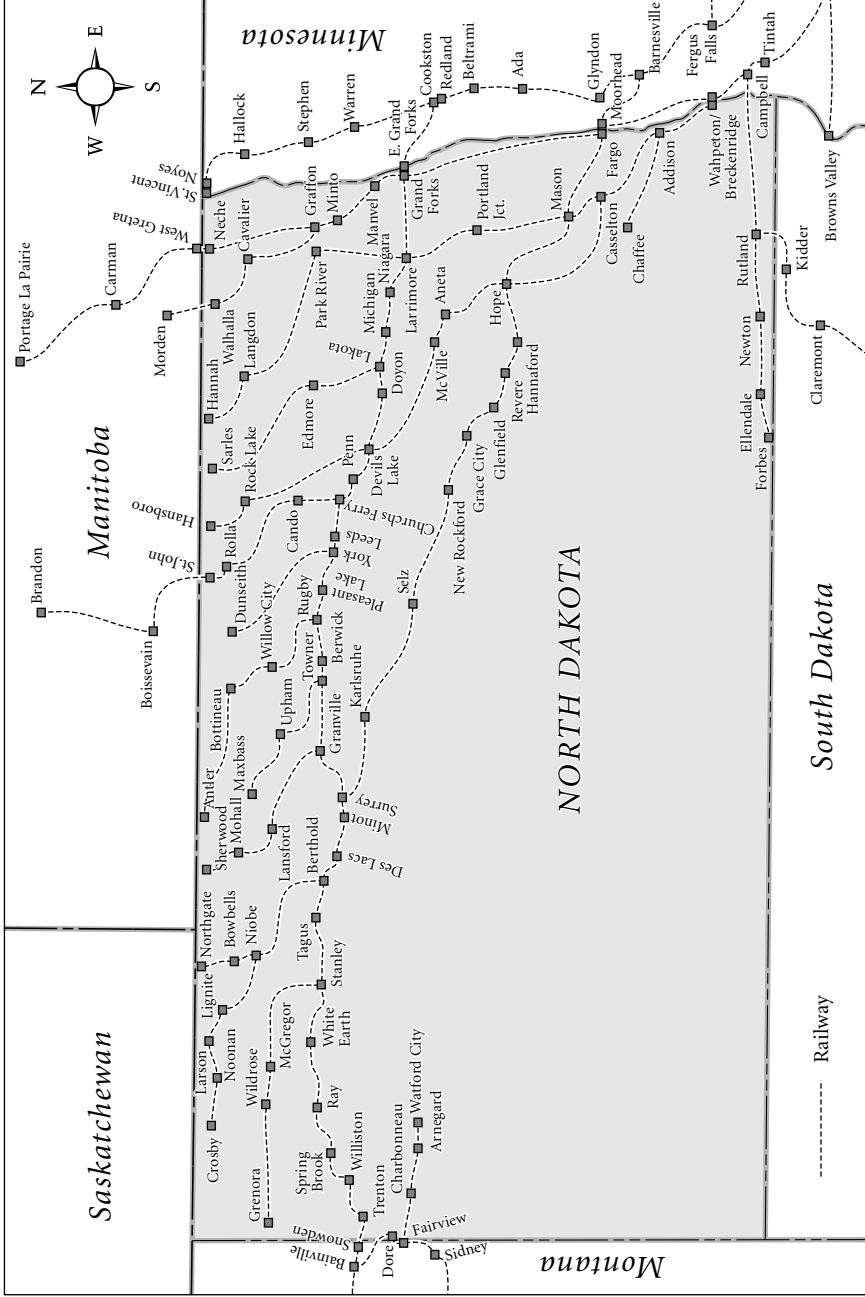 Minnesota
Manitoba
Saskatchewan
Montana
NORTH DAKOTA
South Dakota
N
E
S
W
Railway
Portage La Pairie
Carman
Morden
Brandon
Boissevain
Noyes
St. Vincent
West Gretna
Neche
Cavalier
Walhalla
Langdon
Hannah
Sarles
Rock Lake
Hansboro
St. John
Rolla
Cando
Dunseith
Willow City
Bottineau
Antler
Upham
Maxbass
Sherwood
Mohall
Lansford
Northgate
Bowbells
Niobe
Lignite
Larson
Noonan
Crosby
McGregor
Wildrose
Grenora
Hallock
Stephen
Warren
Cookston
Redland
Beltrami
Ada
Glyndon
Moorhead
Barnesville
Fergus
Falls
Tintah
Campbell
Wahpeton/
Breckenridge
Browns Valley
E. Grand
Forks
Grand
Forks
Graffon
Minto
Manvel
Park River
Niagara
Larrimore
Michigan
Lakota
Doyon
Edmore
Devils
Lake
Penn
Churchs Ferry
Leeds
York
Pleasant
Lake
Rugby
Berwick
Towner
Granville
Karlsruhe
Surrey
Minot
Des Lacs
Berthold
Tagus
Stanley
White
Earth
Ray
Spring
Brook
Williston
Trenton
Snowden
Bainville
Dore
Fairview
Sidney
Charbonneau
Arnegard
Watford City
Portland
Jct.
Mason
Fargo
Casselton
Chaffee
Addison
Aneta
McVille
Hope
Hannaford
Revere
Glenfield
Grace City
New Rockford
Selz
Rutland
Kidder
Claremont
Newton
Ellendale
Forbes